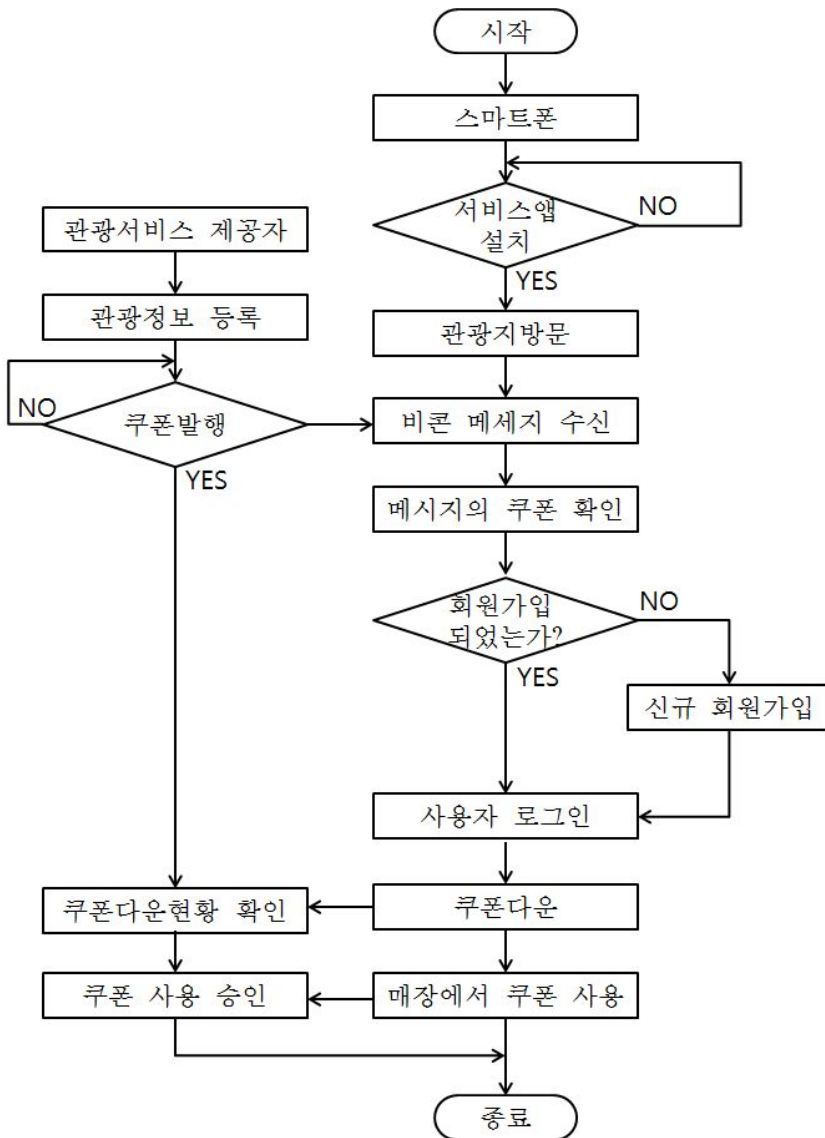 시작
스마트폰
서비스앱
설치
NO
YES
관광서비스 제공자
관광정보 등록
관광지방문
NO
쿠폰발행
YES
비콘 메세지 수신
메시지의 쿠폰 확인
회원가입
되었는가?
NO
YES
신규 회원가입
사용자 로그인
쿠폰다운현황 확인
쿠폰다운
쿠폰 사용 승인
매장에서 쿠폰 사용
종료